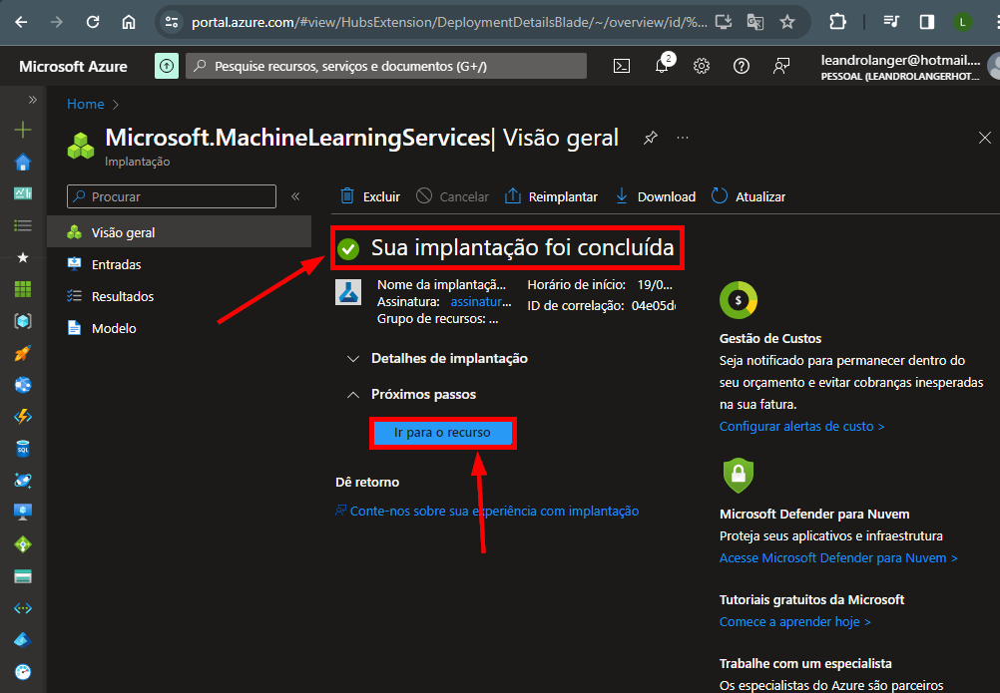 portal.azure.com/#view/HubsExtension/DeploymentDetailsBlade/~/overview/id/%...
L
Microsoft Azure
Pesquise recursos, serviços e documentos (G+/)
2
leandrolanger@hotmail....
PESSOAL (LEANDROLANGERHOT...
Home >
Microsoft.MachineLearningServices| Visão geral
...
Implantação
Procurar
Visão geral
Entradas
Resultados
Modelo
Excluir
Cancelar
Reimplantar
Download
Atualizar
Sua implantação foi concluída
Nome da implantaçã...
Assinatura: assinatur...
Grupo de recursos: ...
Horário de início: 19/0...
ID de correlação: 04e05d
Detalhes de implantação
Próximos passos
Ir para o recurso
Dê retorno
Conte-nos sobre sua experiência com implantação
$
Gestão de Custos
Seja notificado para permanecer dentro do
seu orçamento e evitar cobranças inesperadas
na sua fatura.
Configurar alertas de custo >
Microsoft Defender para Nuvem
Proteja seus aplicativos e infraestrutura
Acesse Microsoft Defender para Nuvem >
Tutoriais gratuitos da Microsoft
Comece a aprender hoje >
Trabalhe com um especialista
Os especialistas do Azure são parceiros
SQL